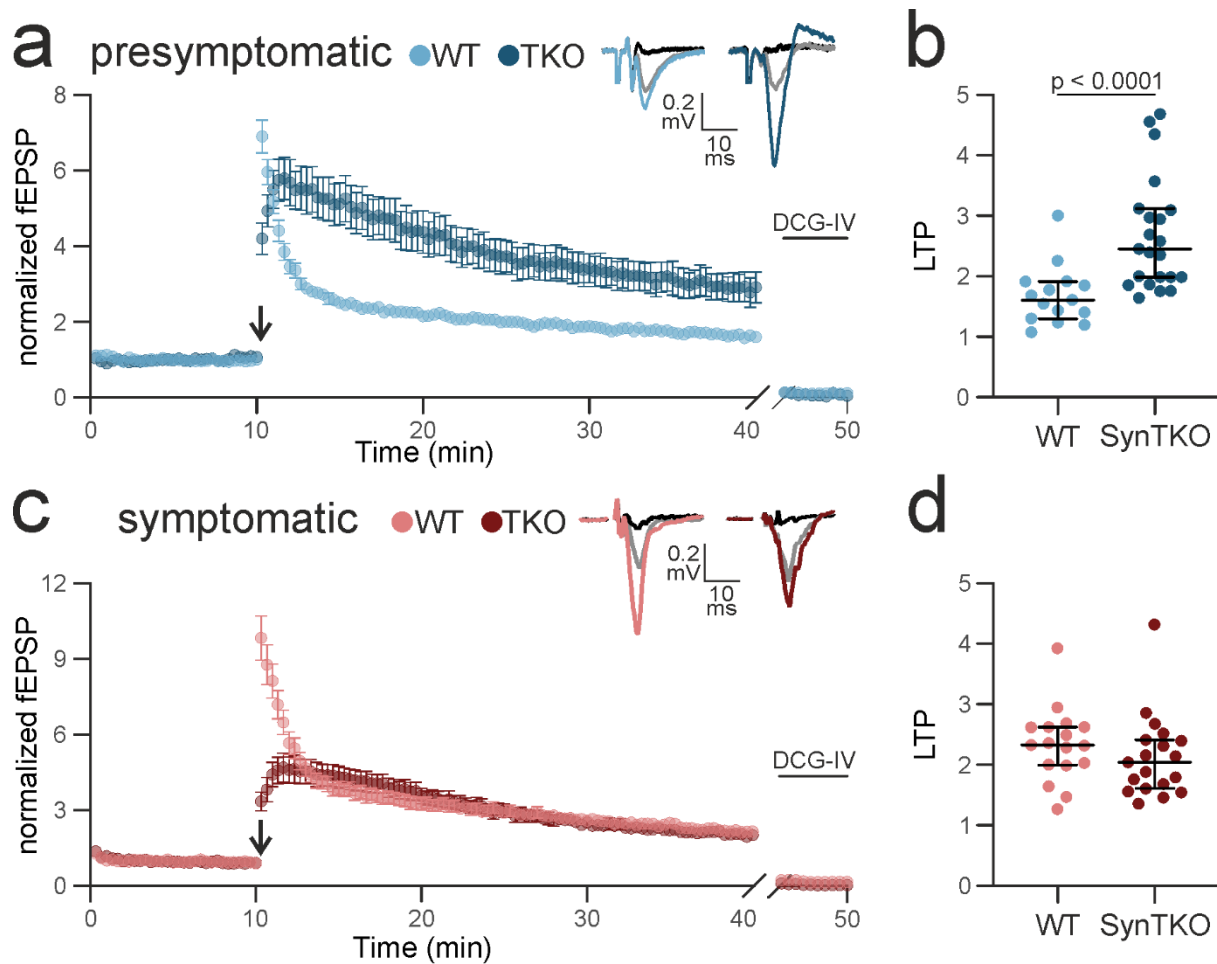 a presymptomatic WT TKO
0.2 mV
10 ms
normalized fEPSP
8
6
4
2
0
DCG-IV
0 10 20 30 40 50
Time (min)
b
p < 0.0001
LTP
5
4
3
2
1
0
WT SynTKO
c symptomatic WT TKO
0.2 mV
10 ms
normalized fEPSP
12
9
6
3
0
DCG-IV
0 10 20 30 40 50
Time (min)
d
LTP
5
4
3
2
1
0
WT SynTKO